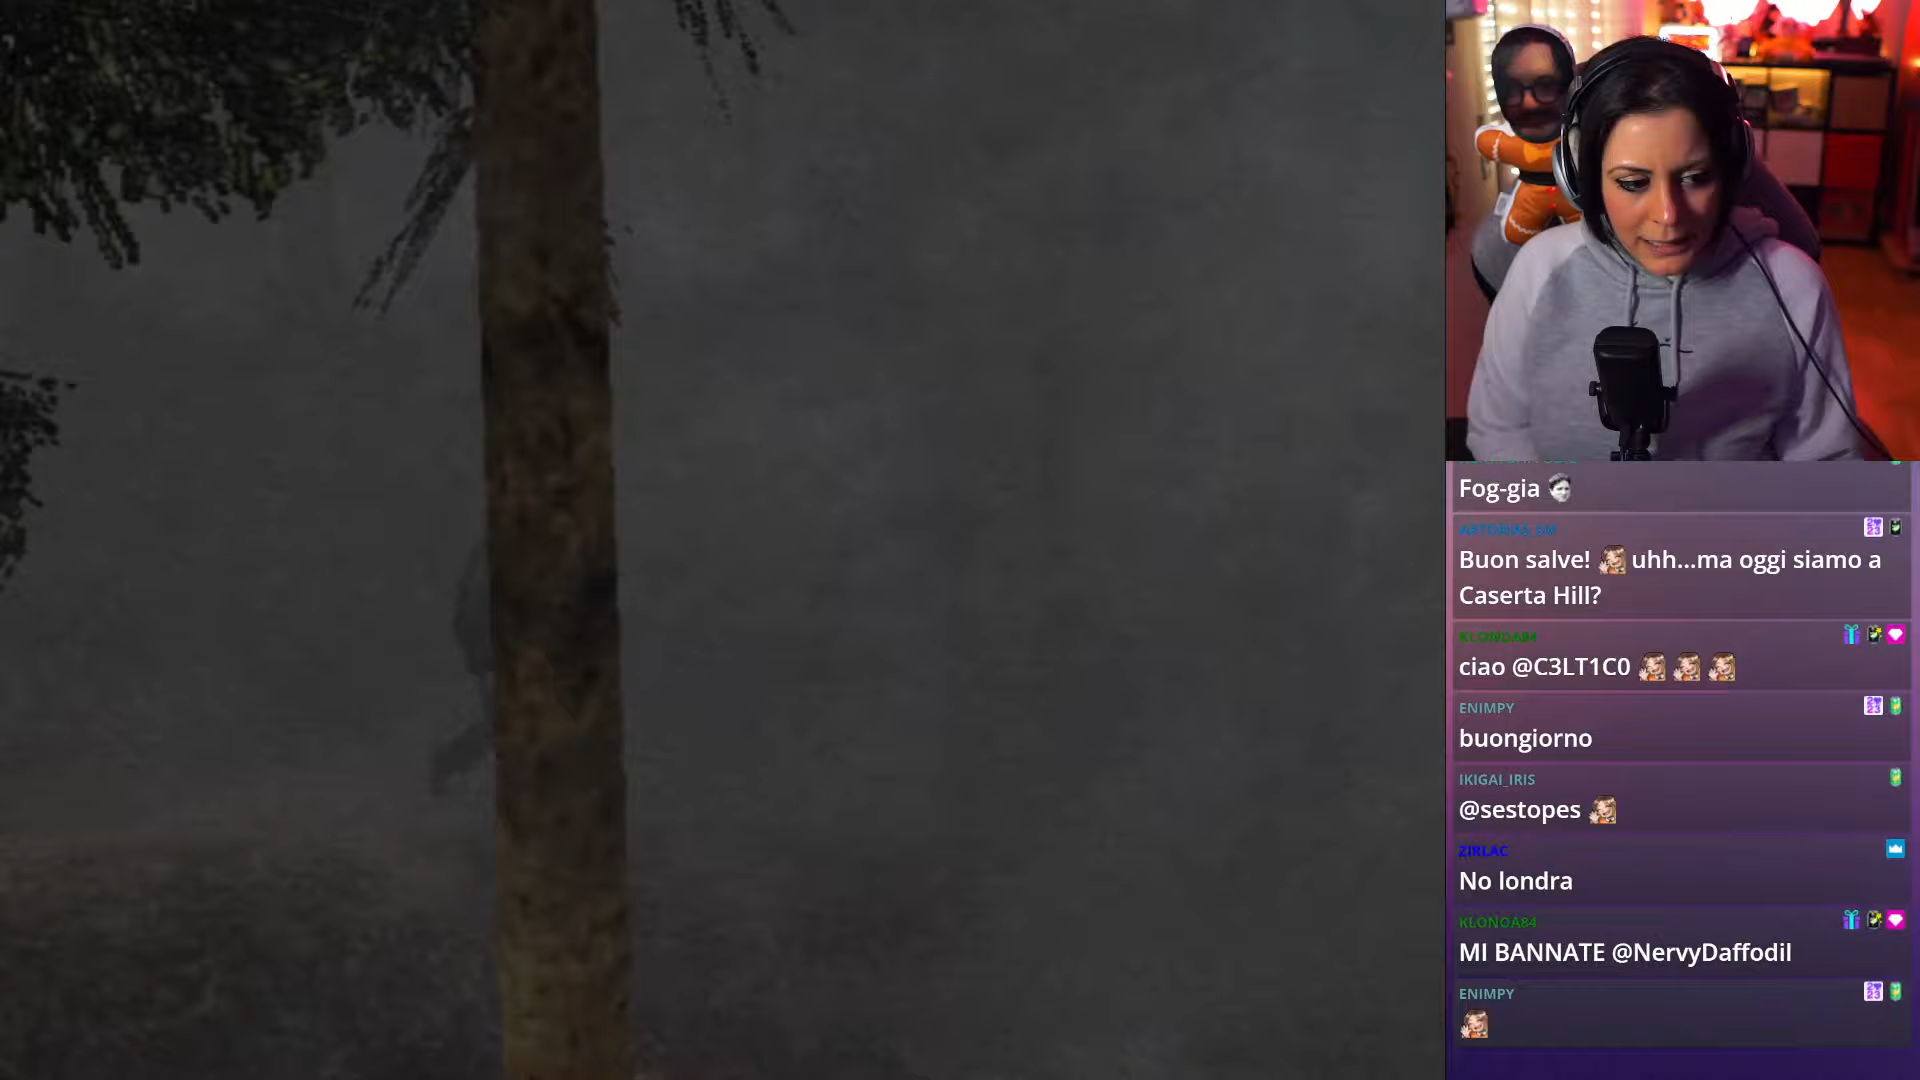 Fog-gia
ARTORIAS_SIF
Buon salve! uhh...ma oggi siamo a
Caserta Hill?
KLONOA84
ciao @C3LT1C0
ENIMPY
buongiorno
IKIGAI_IRIS
@sestopes
ZIRLAC
No londra
KLONOA84
MI BANNATE @NervyDaffodil
ENIMPY